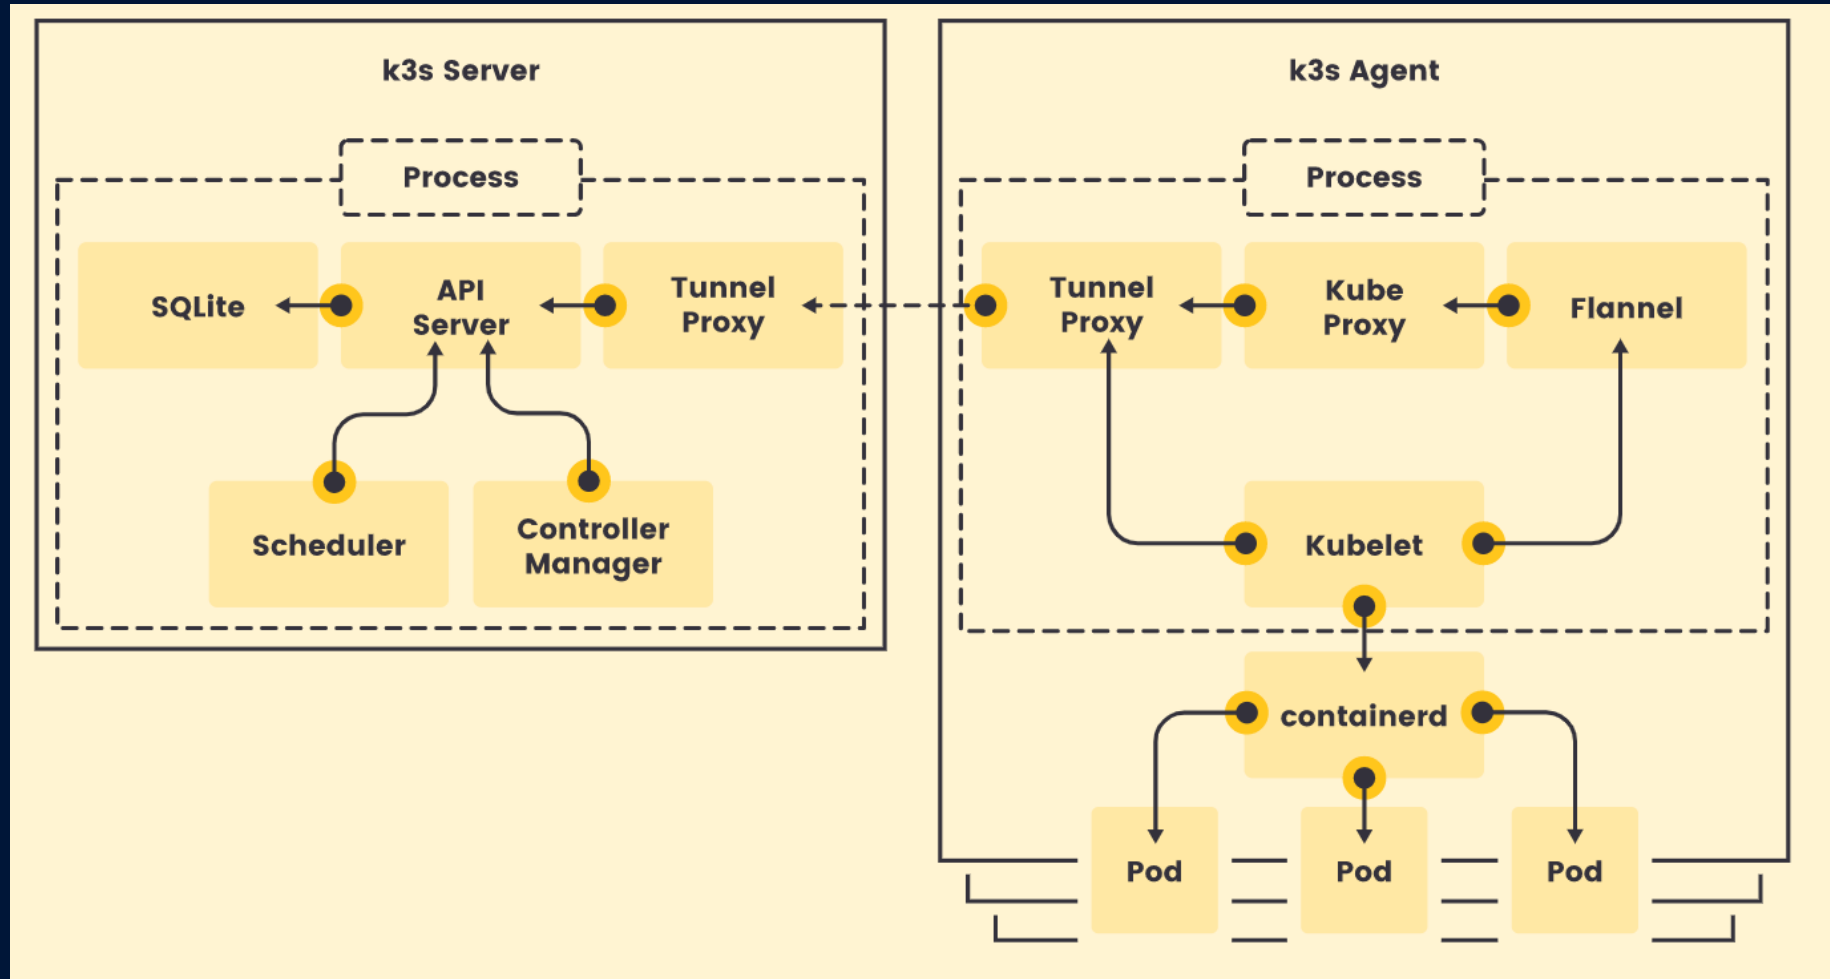 k3s Server
Process
SQLite
API
Server
Tunnel
Proxy
Scheduler
Controller
Manager
k3s Agent
Process
Tunnel
Proxy
Kube
Proxy
Flannel
Kubelet
containerd
Pod
Pod
Pod